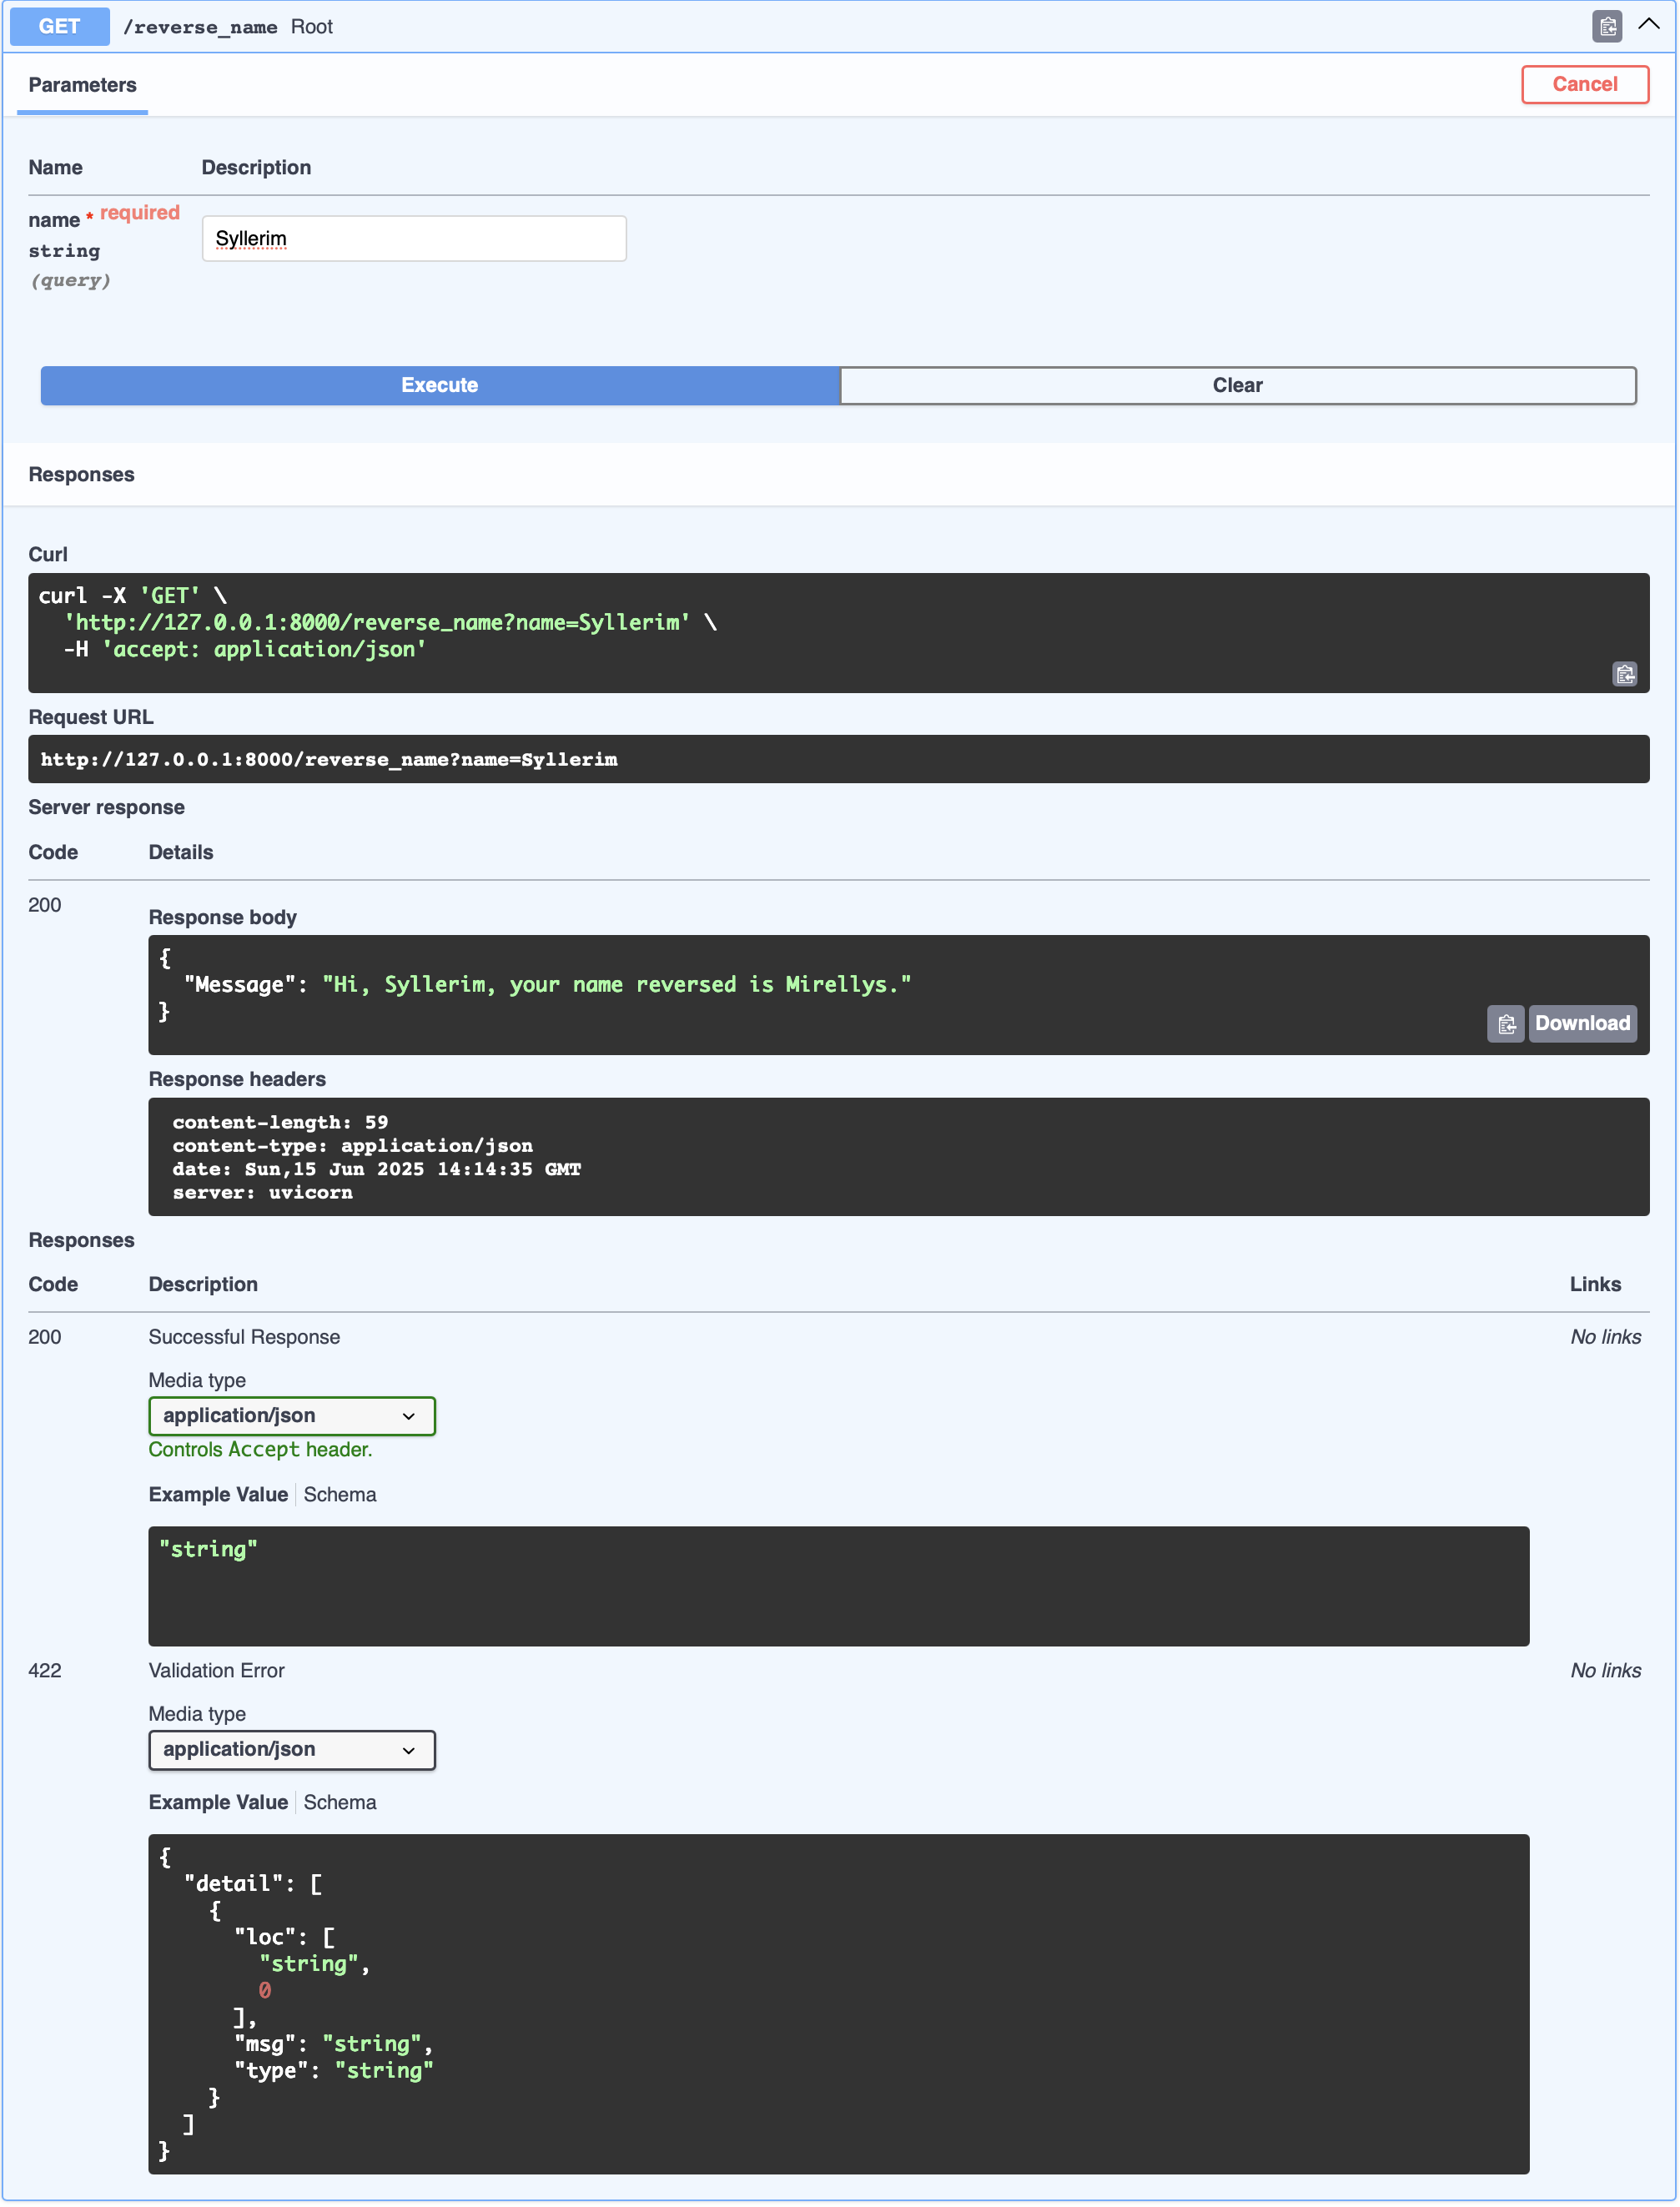 GET /reverse_name Root
Parameters
Cancel
Name Description
name * required
string
(query)
Syllerim
Execute Clear
Responses
Curl
curl -X 'GET' \
  'http://127.0.0.1:8000/reverse_name?name=Syllerim' \
  -H 'accept: application/json'
Request URL
http://127.0.0.1:8000/reverse_name?name=Syllerim
Server response
Code Details
200
Response body
{
  "Message": "Hi, Syllerim, your name reversed is Mirellys."
}
Download
Response headers
content-length: 59
content-type: application/json
date: Sun,15 Jun 2025 14:14:35 GMT
server: uvicorn
Responses
Code Description Links
200 Successful Response No links
Media type
application/json
Controls Accept header.
Example Value Schema
"string"
422 Validation Error No links
Media type
application/json
Example Value Schema
{
  "detail": [
    {
      "loc": [
        "string",
        0
      ],
      "msg": "string",
      "type": "string"
    }
  ]
}